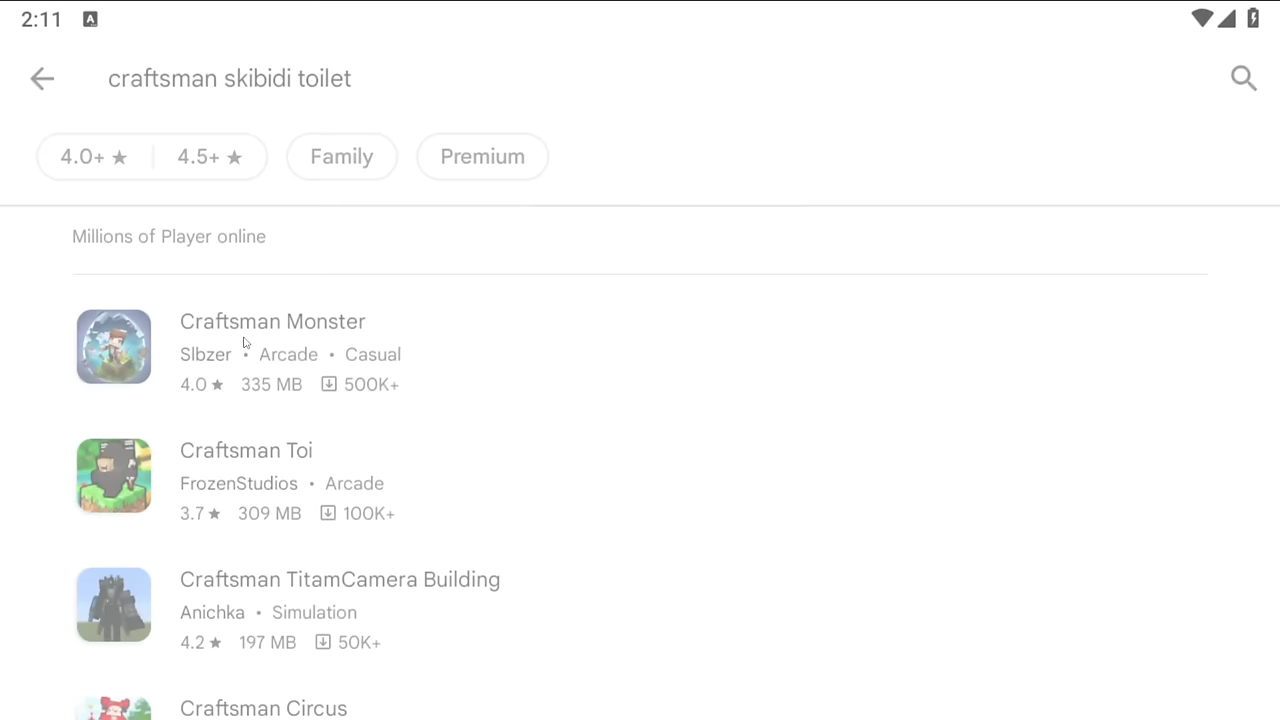 2:11
craftsman skibidi toilet
4.0+ ★ 4.5+ ★ Family Premium
Millions of Player online
Craftsman Monster
Slbzer • Arcade • Casual
4.0 ★ 335 MB 500K+
Craftsman Toi
FrozenStudios • Arcade
3.7 ★ 309 MB 100K+
Craftsman TitamCamera Building
Anichka • Simulation
4.2 ★ 197 MB 50K+
Craftsman Circus